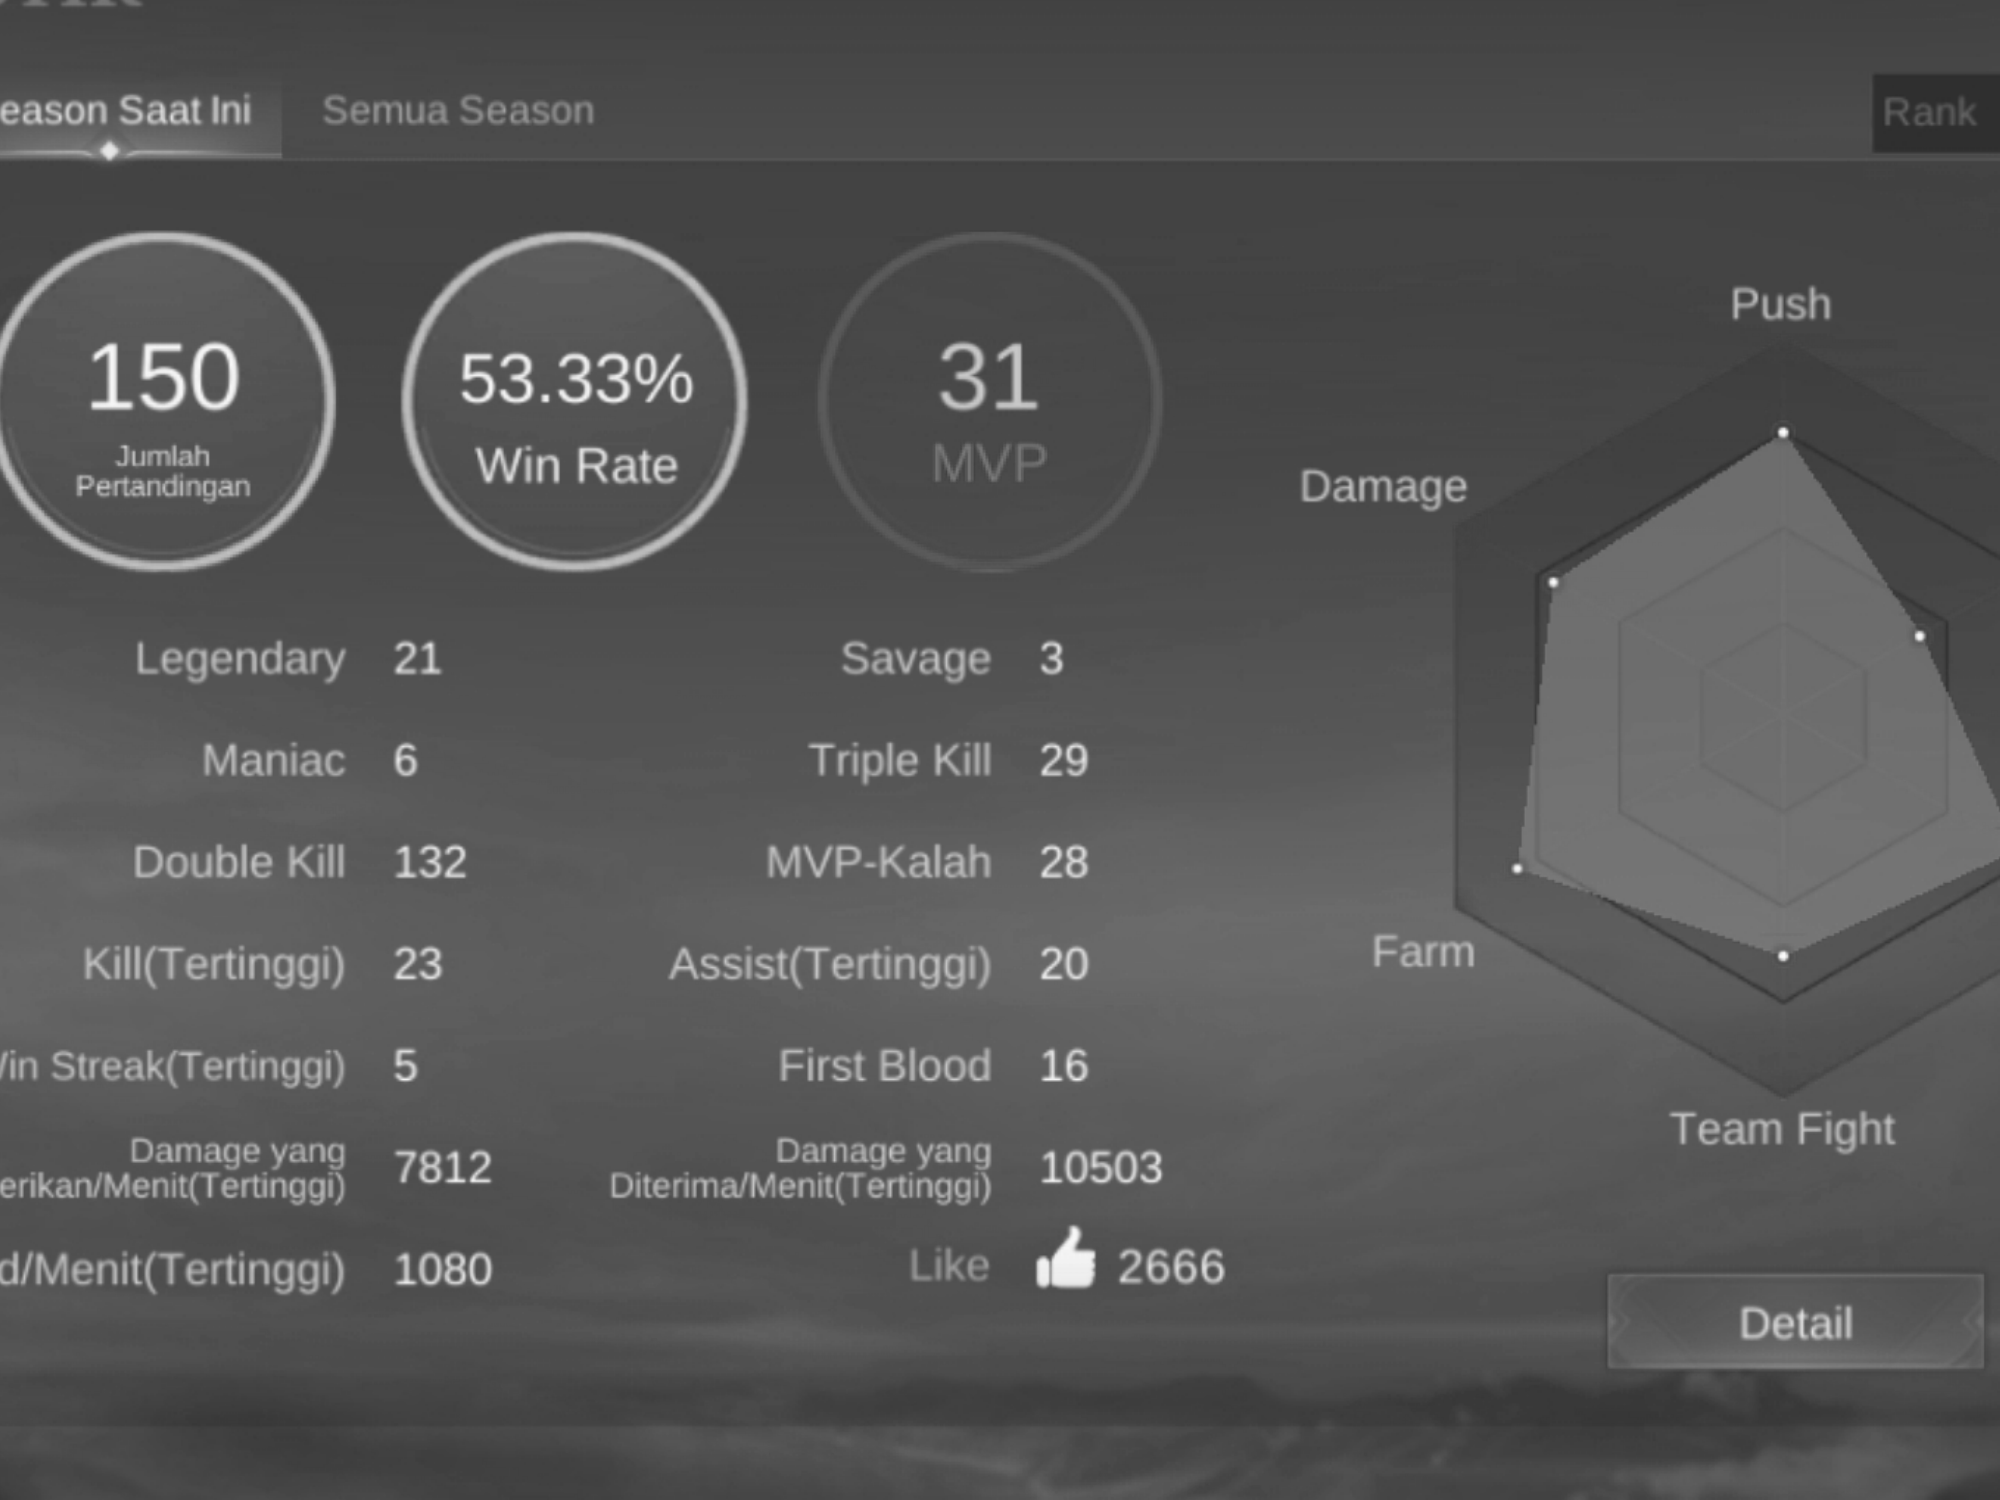 eason Saat Ini
Semua Season
Rank
150
Jumlah
Pertandingan
53.33%
Win Rate
31
MVP
Legendary 21
Savage 3
Maniac 6
Triple Kill 29
Double Kill 132
MVP-Kalah 28
Kill(Tertinggi) 23
Assist(Tertinggi) 20
in Streak(Tertinggi) 5
First Blood 16
Damage yang
erikan/Menit(Tertinggi) 7812
Damage yang
Diterima/Menit(Tertinggi) 10503
d/Menit(Tertinggi) 1080
Like 2666
Push
Damage
Farm
Team Fight
Detail